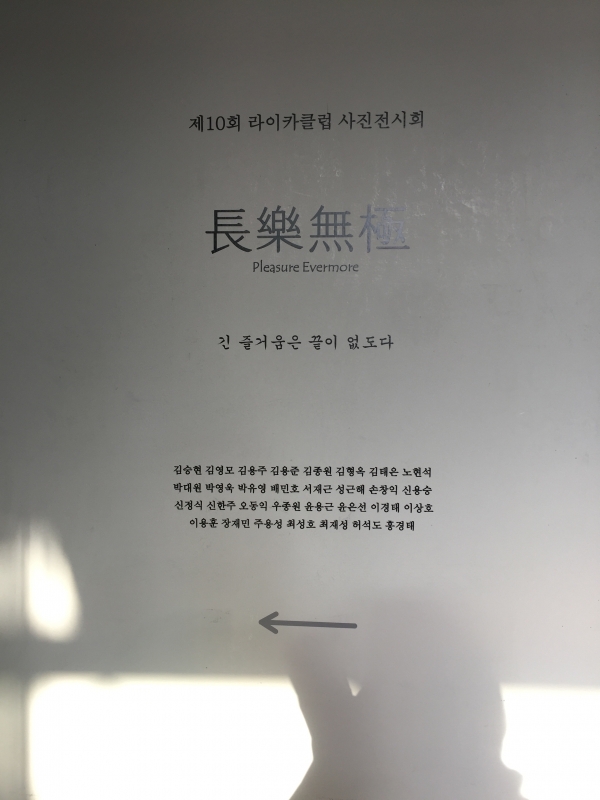 제10회 라이카클럽 사진전시회
長樂無極
Pleasure Evermore
긴 즐거움은 끝이 없도다
김승현 김영모 김용주 김용준 김종원 김형옥 김태은 노현석
박대원 박영욱 박유영 배민호 서재근 성근해 손창익 신용승
신정식 신한주 오동익 우종원 윤용근 윤은선 이경태 이상호
이용훈 장재민 주용성 최성호 최재성 허석도 홍경태